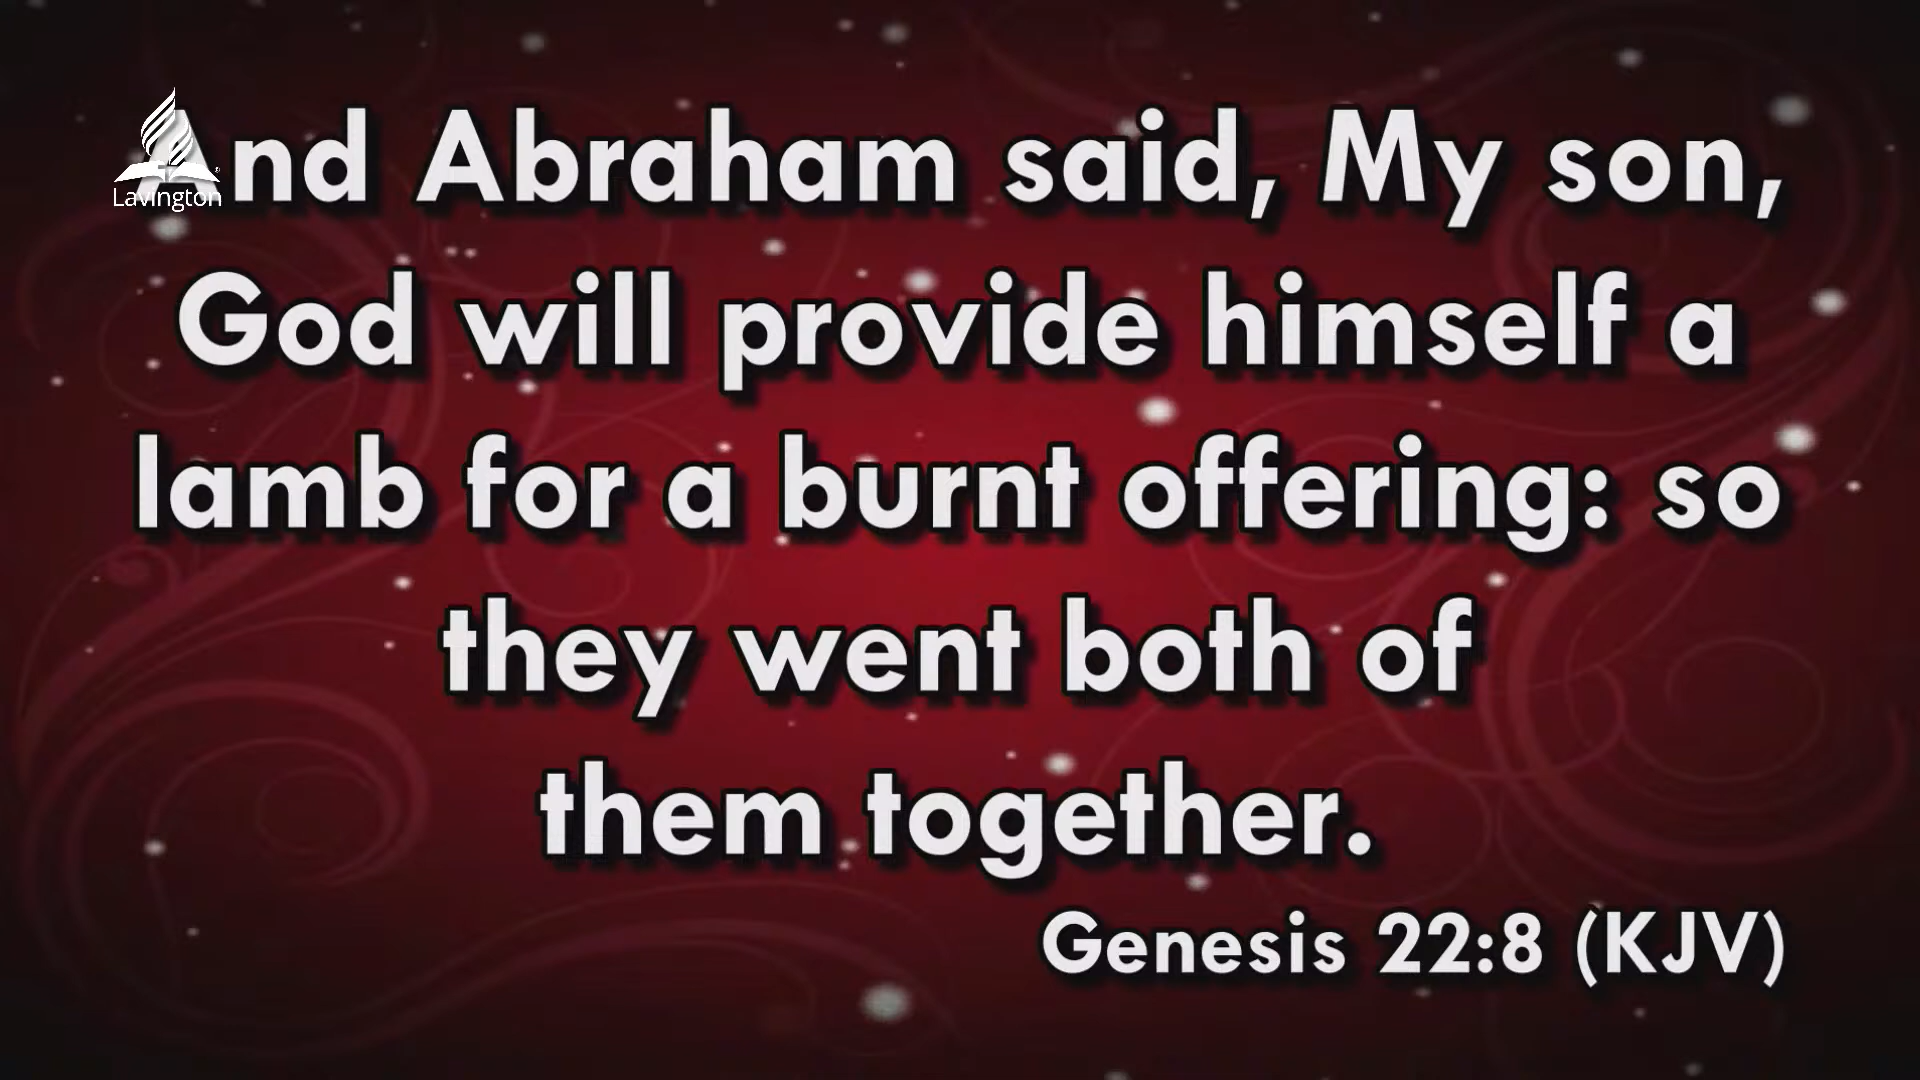 And Abraham said, My son,
God will provide himself a
lamb for a burnt offering: so
they went both of
them together.
Genesis 22:8 (KJV)
Lavington